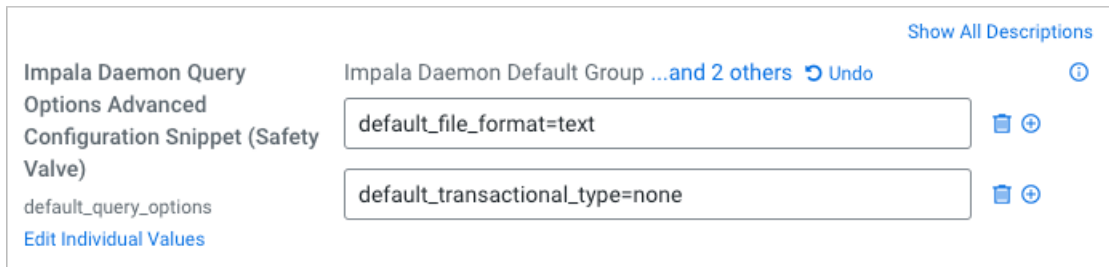 Show All Descriptions
Impala Daemon Query
Options Advanced
Configuration Snippet (Safety
Valve)
default_query_options
Edit Individual Values
Impala Daemon Default Group ...and 2 others Undo
default_file_format=text
default_transactional_type=none